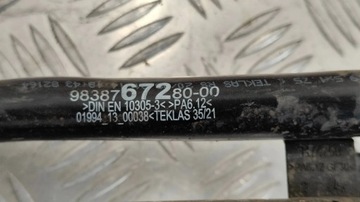 9838767280-00
>DIN EN 10305-3< >PA6.12<
01994_13_00038<TEKLAS 35/21